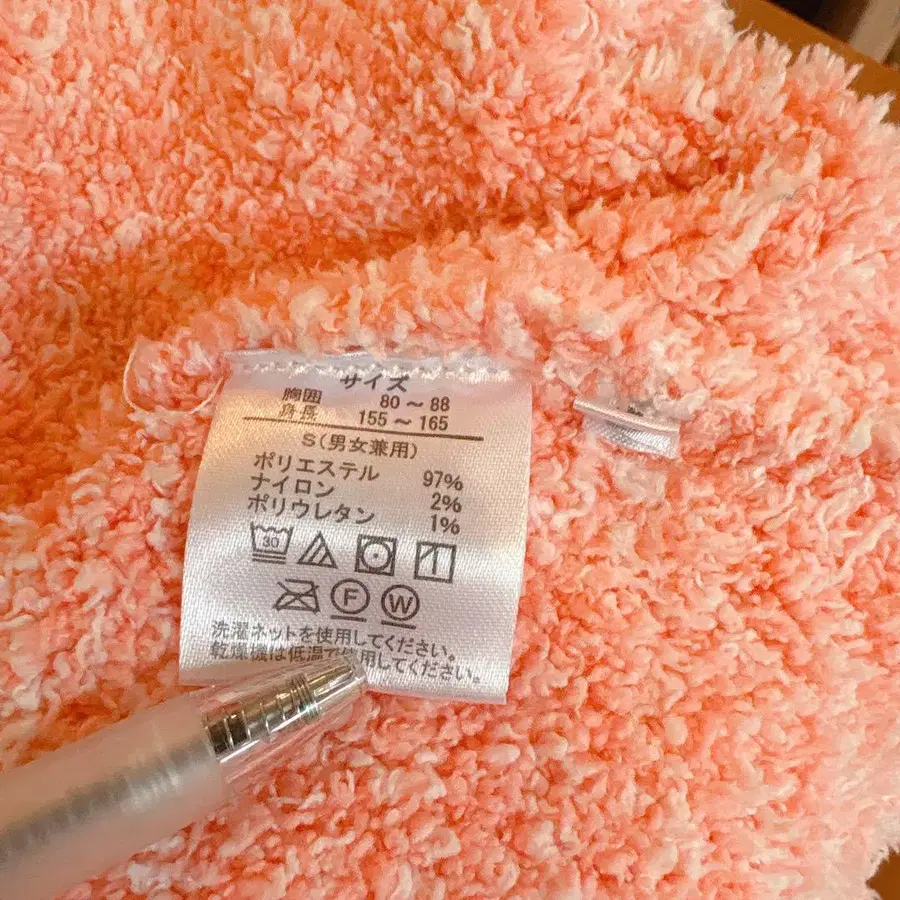 サイズ
胸囲 80～88
身長 155～165
S(男女兼用)
ポリエステル 97%
ナイロン 2%
ポリウレタン 1%
30
F W
洗濯ネットを使用してください。
乾燥機は低温で使用してください。